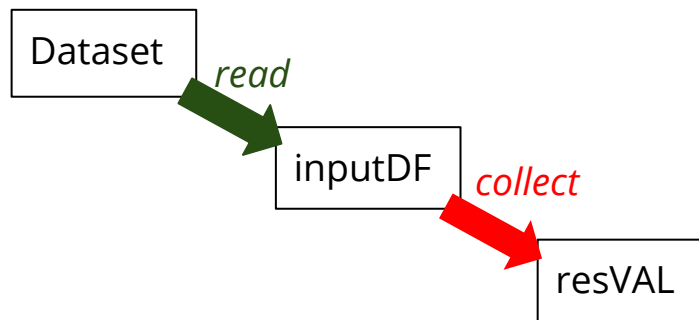 Dataset
read
inputDF
collect
resVAL